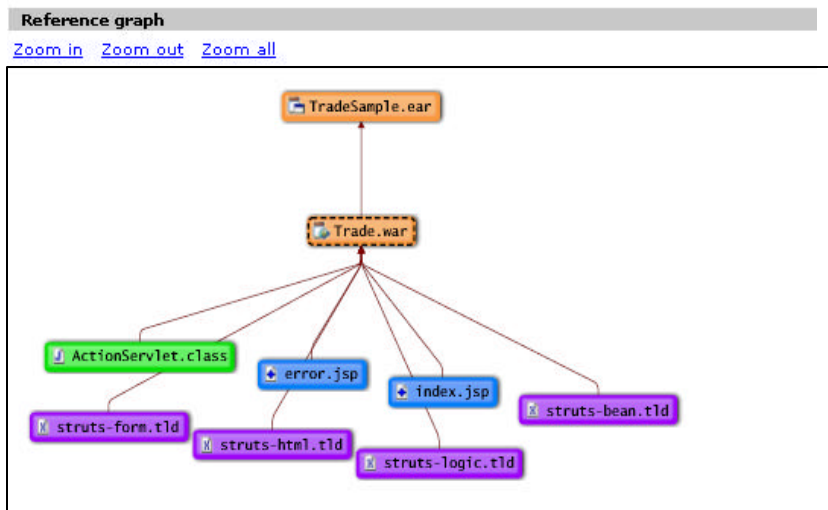 Reference graph
Zoom in Zoom out Zoom all
TradeSample.ear
Trade.war
ActionServlet.class
error.jsp
index.jsp
struts-bean.tld
struts-form.tld
struts-html.tld
struts-logic.tld